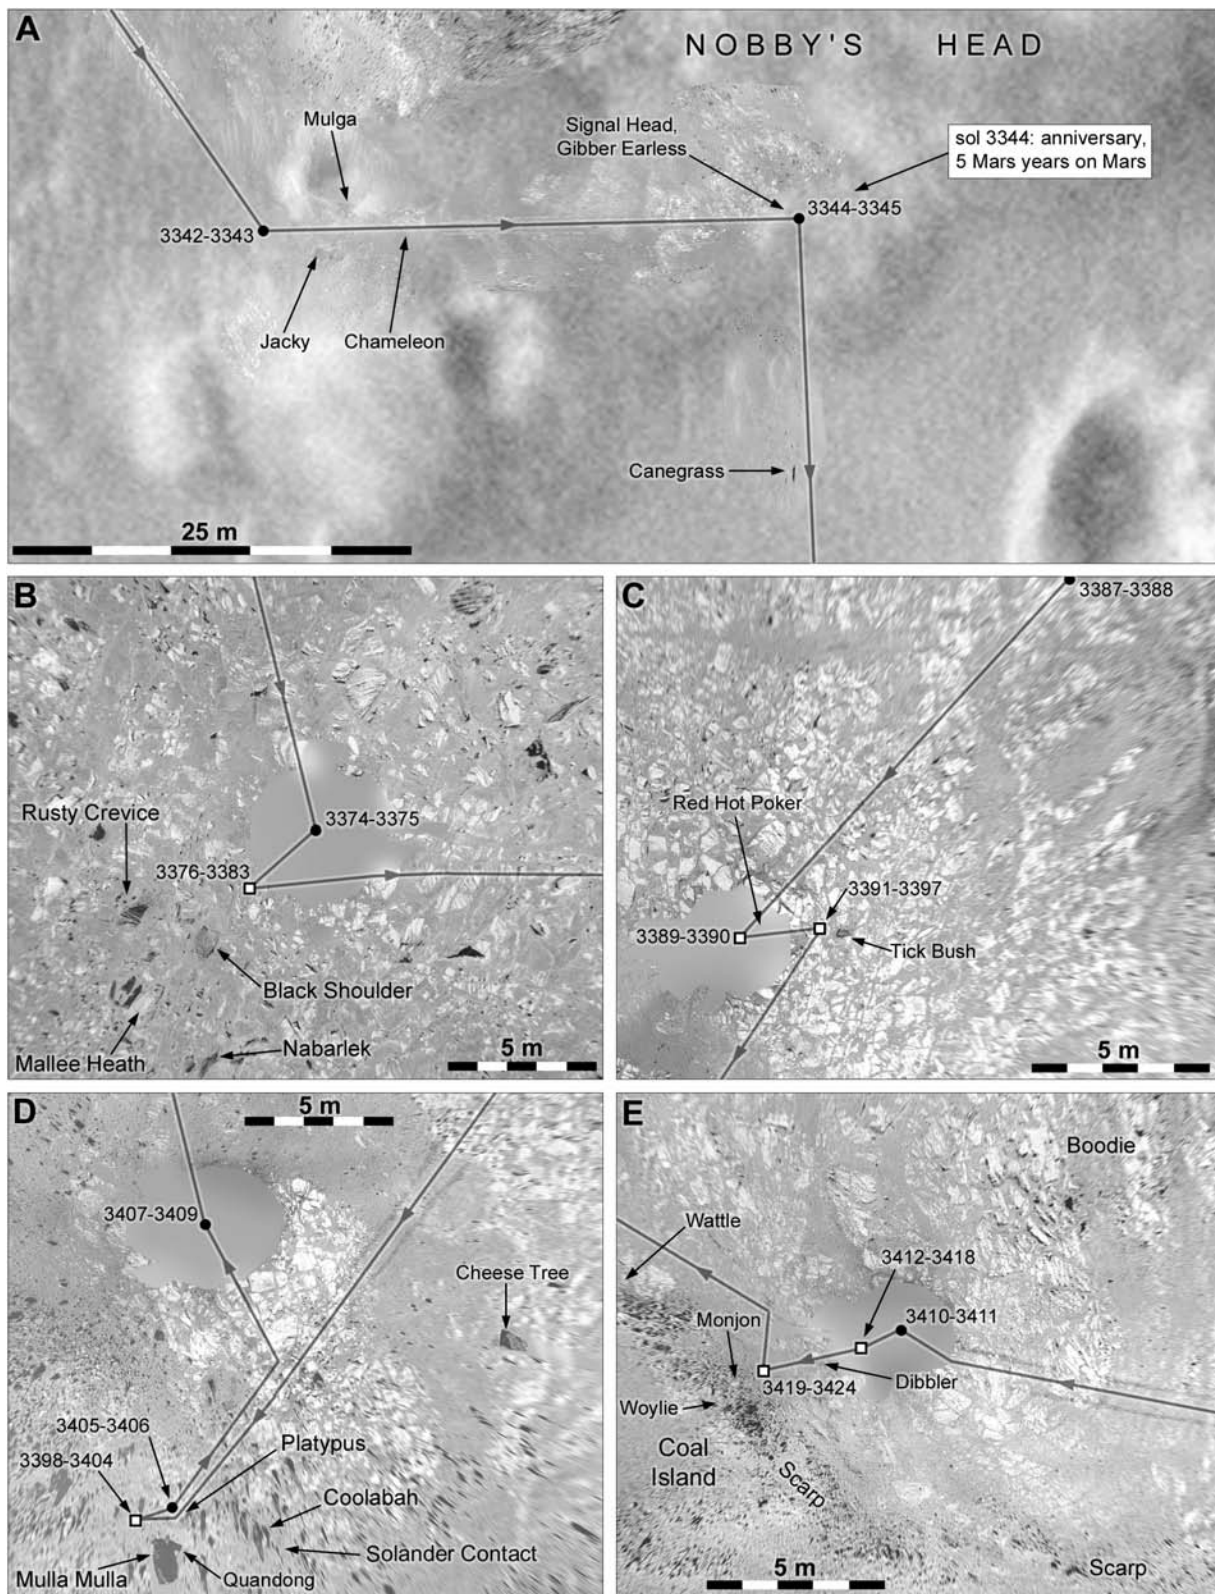 A
NOBBY'S HEAD
Mulga
Signal Head,
Gibber Earless
sol 3344: anniversary,
5 Mars years on Mars
3344-3345
3342-3343
Jacky
Chameleon
Canegrass
25 m
B
Rusty Crevice
3374-3375
3376-3383
Black Shoulder
Mallee Heath
Nabarlek
5 m
C
3387-3388
Red Hot Poker
3391-3397
3389-3390
Tick Bush
5 m
D
5 m
3407-3409
Cheese Tree
3405-3406
3398-3404
Platypus
Coolabah
Solander Contact
Mulla Mulla
Quandong
E
Boodie
Wattle
3412-3418
Monjon
3410-3411
3419-3424
Dibbler
Woylie
Coal
Island
Scarp
5 m
Scarp